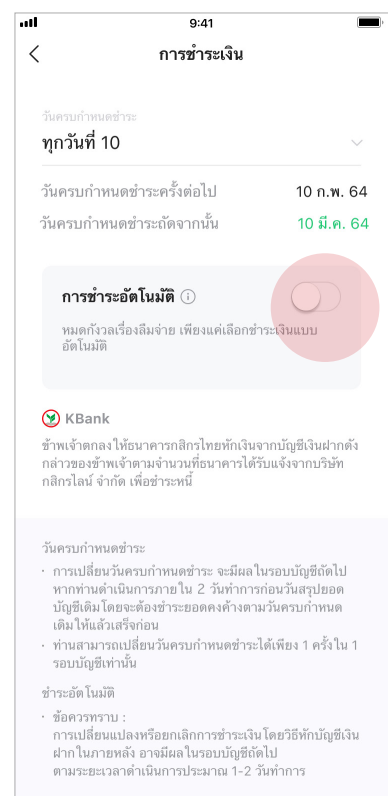 9:41
การชำระเงิน
วันครบกำหนดชำระ
ทุกวันที่ 10
วันครบกำหนดชำระครั้งต่อไป 10 ก.พ. 64
วันครบกำหนดชำระถัดจากนั้น 10 มี.ค. 64
การชำระอัตโนมัติ
หมดกังวลเรื่องลืมจ่าย เพียงแค่เลือกชำระเงินแบบ
อัตโนมัติ
KBank
ข้าพเจ้าตกลงให้ธนาคารกสิกรไทยหักเงินจากบัญชีเงินฝากดัง
กล่าวของข้าพเจ้าตามจำนวนที่ธนาคารได้รับแจ้งจากบริษัท
กสิกรไลน์ จำกัด เพื่อชำระหนี้
วันครบกำหนดชำระ
· การเปลี่ยนวันครบกำหนดชำระ จะมีผลในรอบบัญชีถัดไป
หากท่านดำเนินการภายใน 2 วันทำการก่อนวันสรุปยอด
บัญชีเดิมโดยจะต้องชำระยอดคงค้างตามวันครบกำหนด
เดิมให้แล้วเสร็จก่อน
· ท่านสามารถเปลี่ยนวันครบกำหนดชำระได้เพียง 1 ครั้งใน 1
รอบบัญชีเท่านั้น
ชำระอัตโนมัติ
· ข้อควรทราบ :
การเปลี่ยนแปลงหรือยกเลิกการชำระเงินโดยวิธีหักบัญชีเงิน
ฝากในภายหลัง อาจมีผลในรอบบัญชีถัดไป
ตามระยะเวลาดำเนินการประมาณ 1-2 วันทำการ